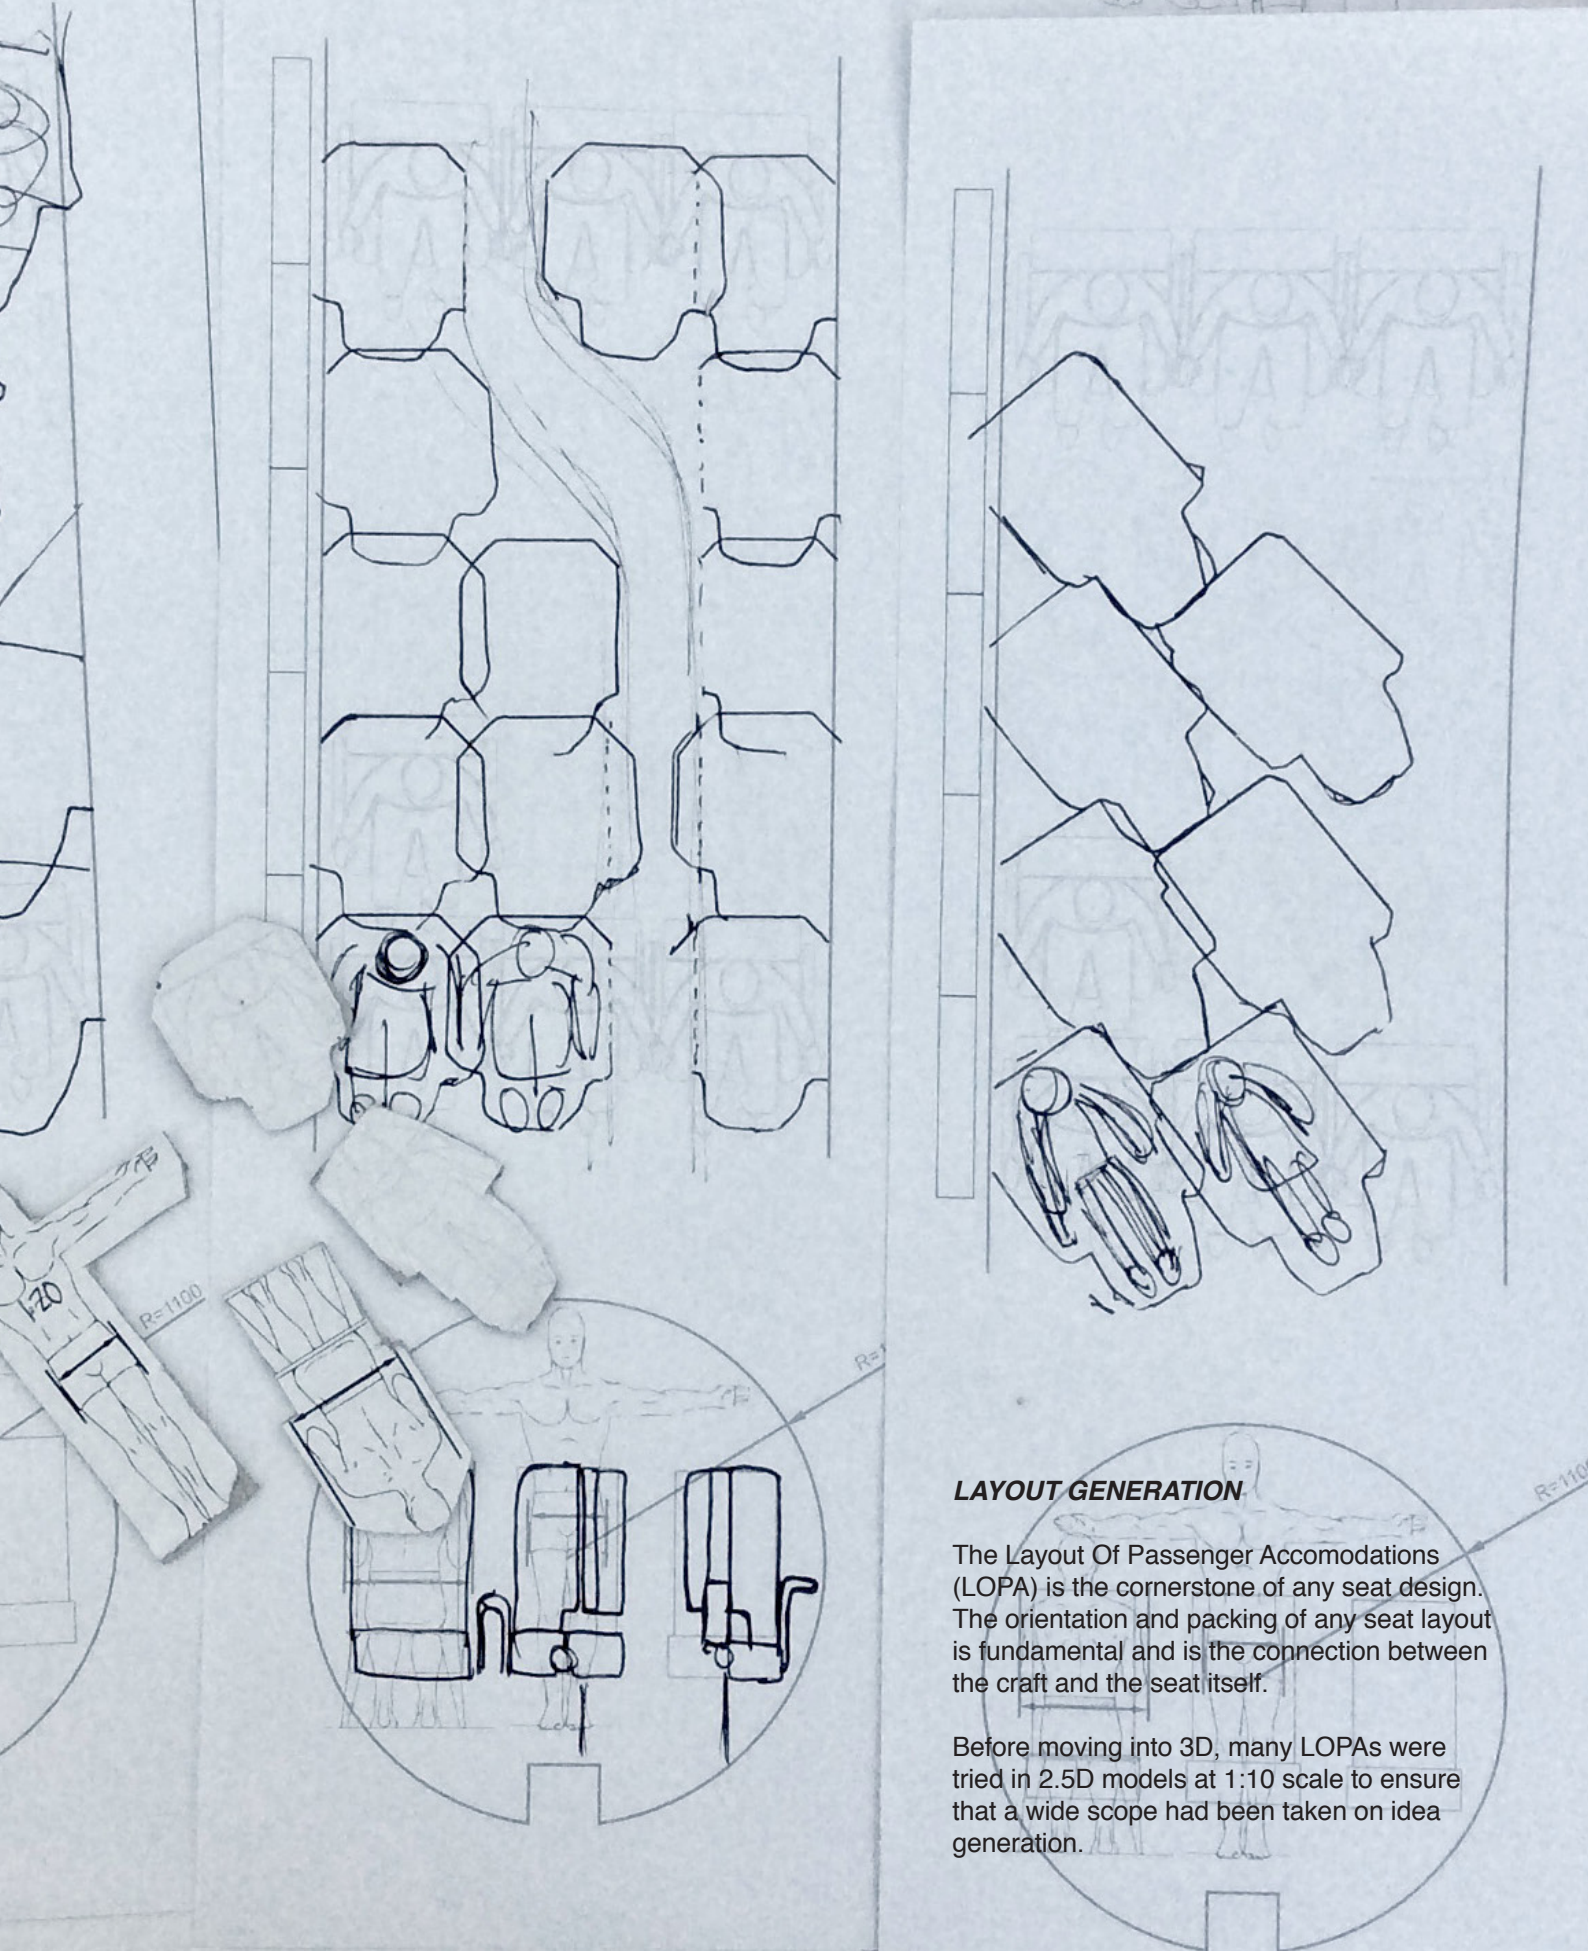 1:20
R=1100
LAYOUT GENERATION
The Layout Of Passenger Accomodations
(LOPA) is the cornerstone of any seat design.
The orientation and packing of any seat layout
is fundamental and is the connection between
the craft and the seat itself.
Before moving into 3D, many LOPAs were
tried in 2.5D models at 1:10 scale to ensure
that a wide scope had been taken on idea
generation.